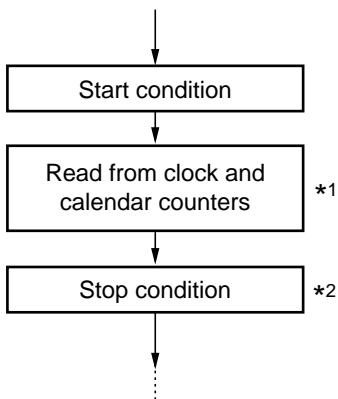 Start condition
Read from clock and
calendar counters
*1
Stop condition
*2